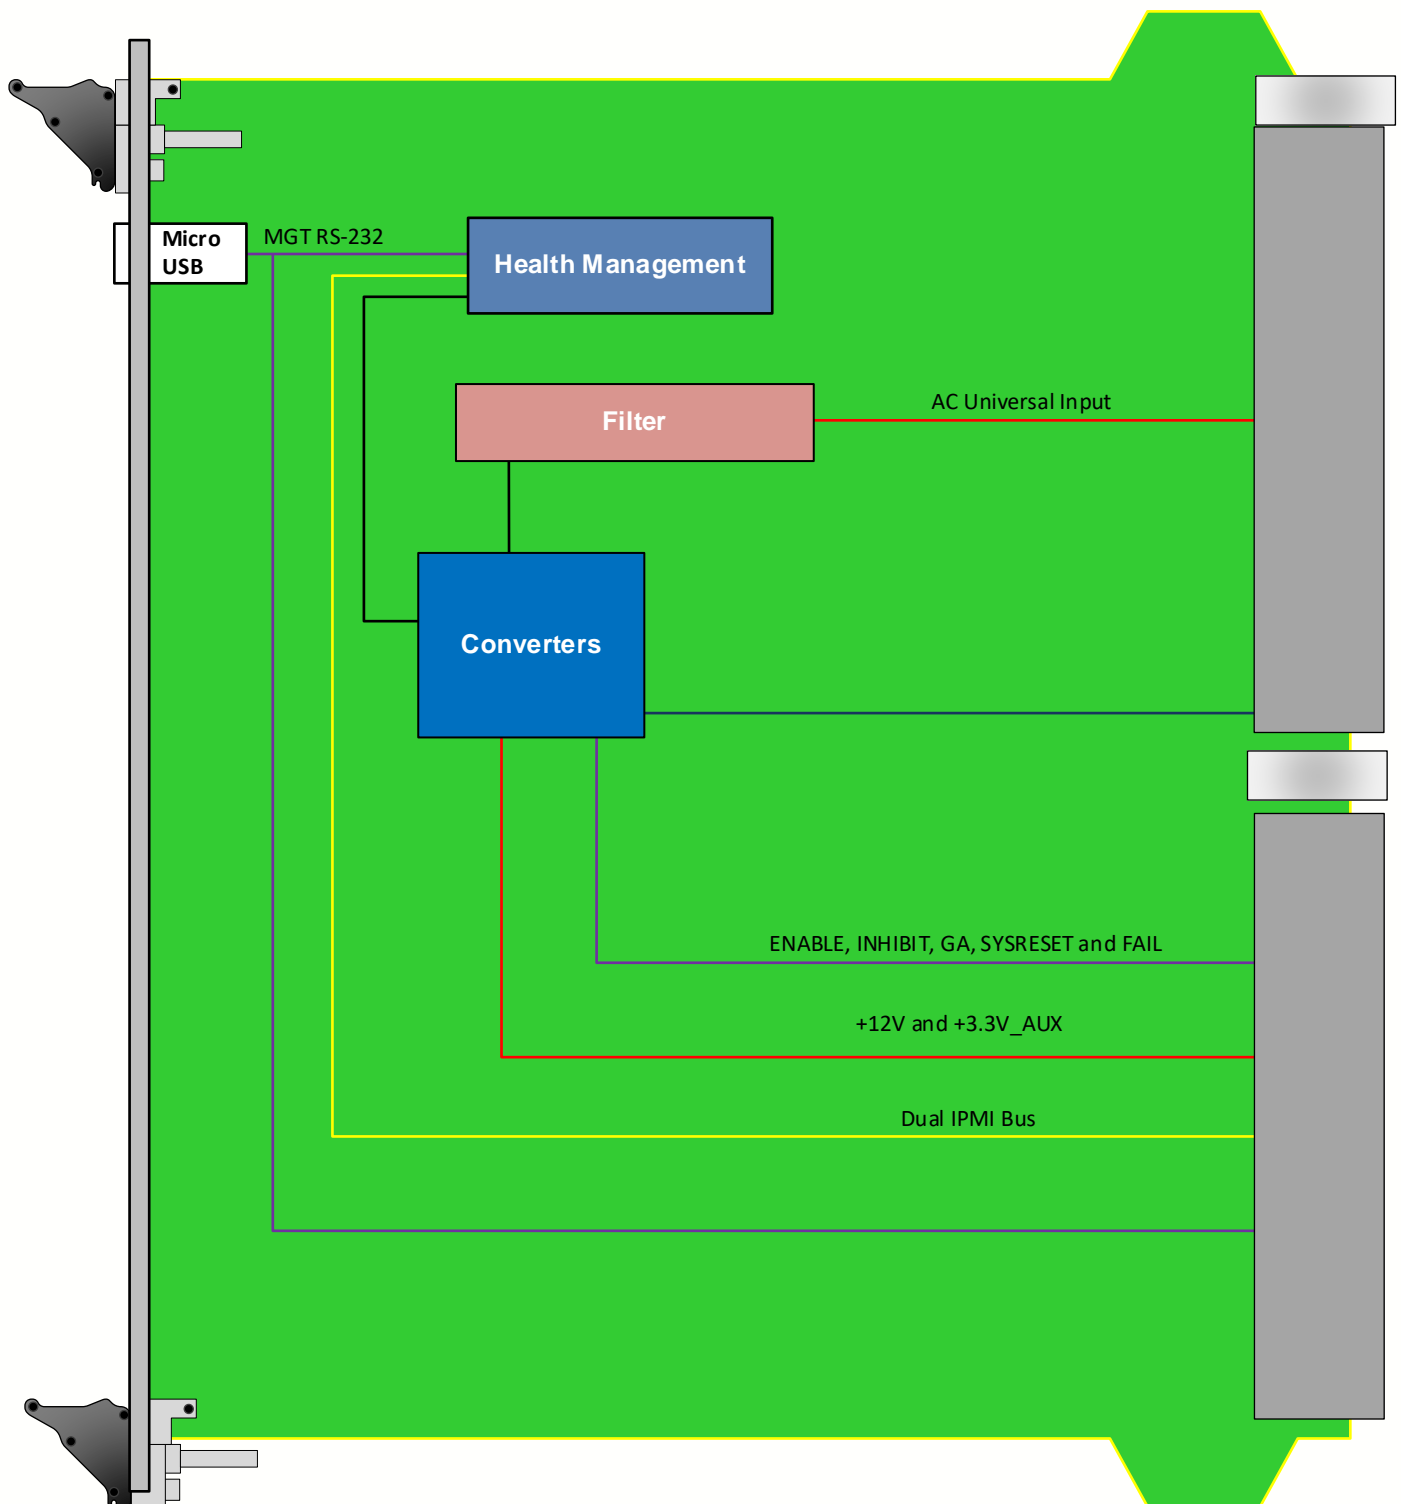 Micro
USB
MGT RS-232
Health Management
AC Universal Input
Filter
Converters
ENABLE, INHIBIT, GA, SYSRESET and FAIL
+12V and +3.3V_AUX
Dual IPMI Bus